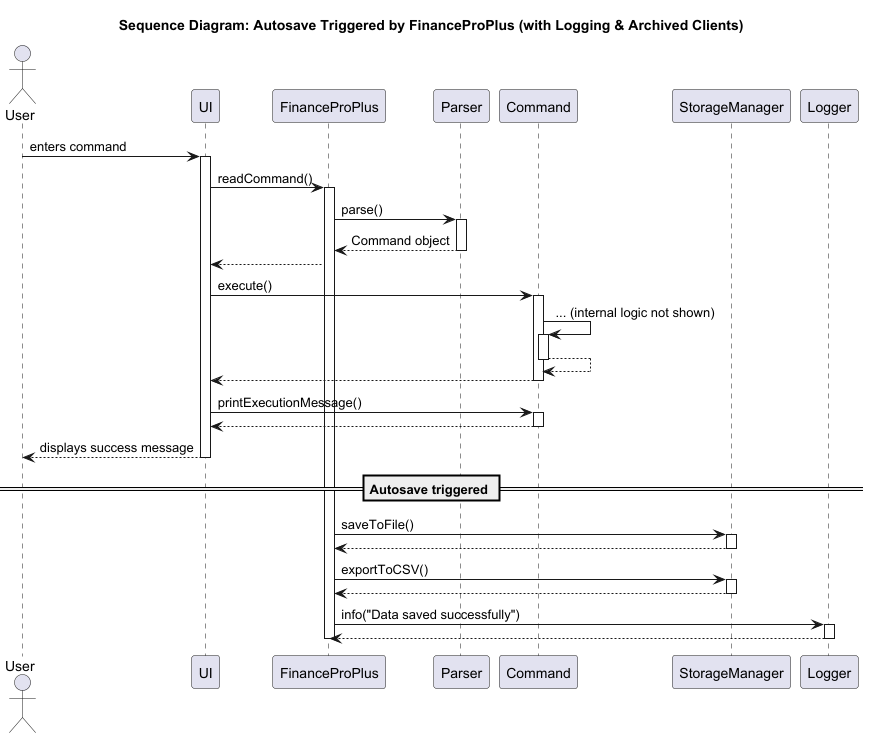 Sequence Diagram: Autosave Triggered by FinanceProPlus (with Logging & Archived Clients)
User
UI
FinanceProPlus
Parser
Command
StorageManager
Logger
enters command
readCommand()
parse()
Command object
execute()
... (internal logic not shown)
printExecutionMessage()
displays success message
Autosave triggered
saveToFile()
exportToCSV()
info("Data saved successfully")
User
UI
FinanceProPlus
Parser
Command
StorageManager
Logger